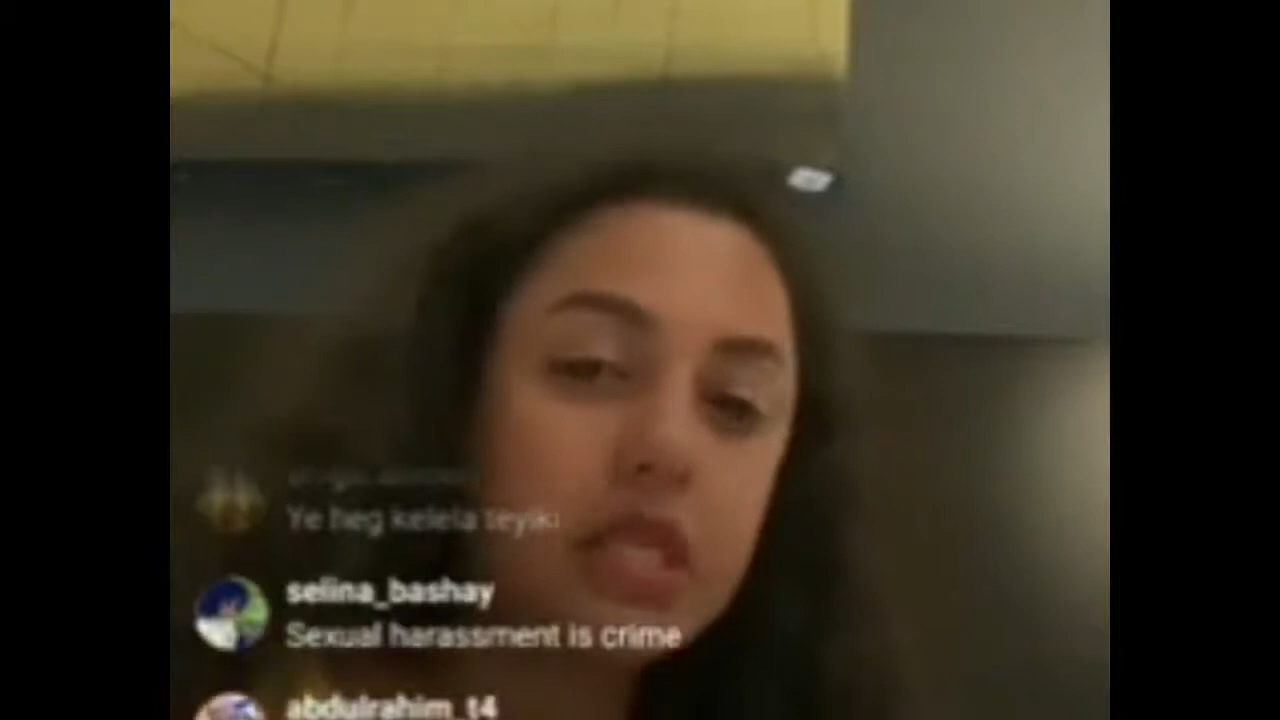 Ye heg kelela teyiki
selina_bashay
Sexual harassment is crime
abdulrahim_t4